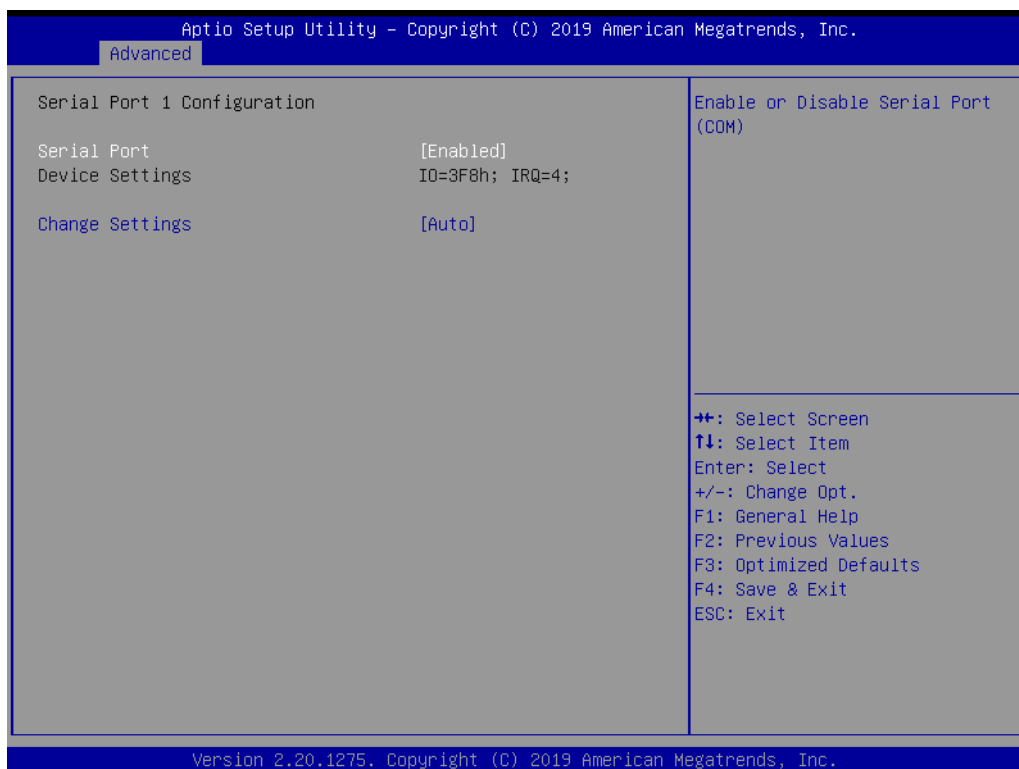 Aptio Setup Utility – Copyright (C) 2019 American Megatrends, Inc.
Advanced
Serial Port 1 Configuration
Serial Port [Enabled]
Device Settings IO=3F8h; IRQ=4;
Change Settings [Auto]
Enable or Disable Serial Port
(COM)
→←: Select Screen
↑↓: Select Item
Enter: Select
+/-: Change Opt.
F1: General Help
F2: Previous Values
F3: Optimized Defaults
F4: Save & Exit
ESC: Exit
Version 2.20.1275. Copyright (C) 2019 American Megatrends, Inc.